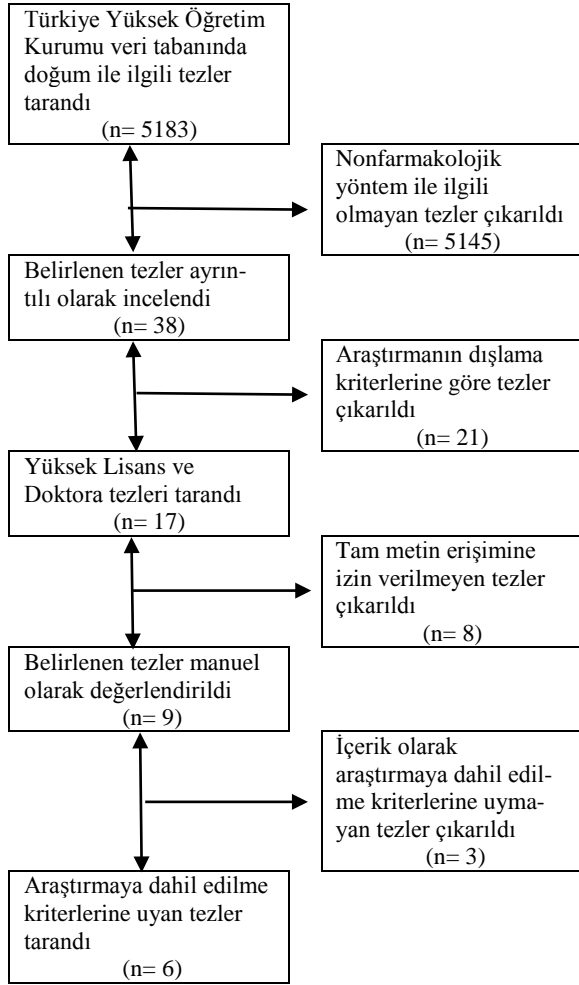 Türkiye Yüksek Öğretim
Kurumu veri tabanında
doğum ile ilgili tezler
tarandı
(n= 5183)
Nonfarmakolojik
yöntem ile ilgili
olmayan tezler çıkarıldı
(n= 5145)
Belirlenen tezler ayrın-
tılı olarak incelendi
(n= 38)
Araştırmanın dışlama
kriterlerine göre tezler
çıkarıldı
(n= 21)
Yüksek Lisans ve
Doktora tezleri tarandı
(n= 17)
Tam metin erişimine
izin verilmeyen tezler
çıkarıldı
(n= 8)
Belirlenen tezler manuel
olarak değerlendirildi
(n= 9)
İçerik olarak
araştırmaya dahil edil-
me kriterlerine uyma-
yan tezler çıkarıldı
(n= 3)
Araştırmaya dahil edilme
kriterlerine uyan tezler
tarandı
(n= 6)